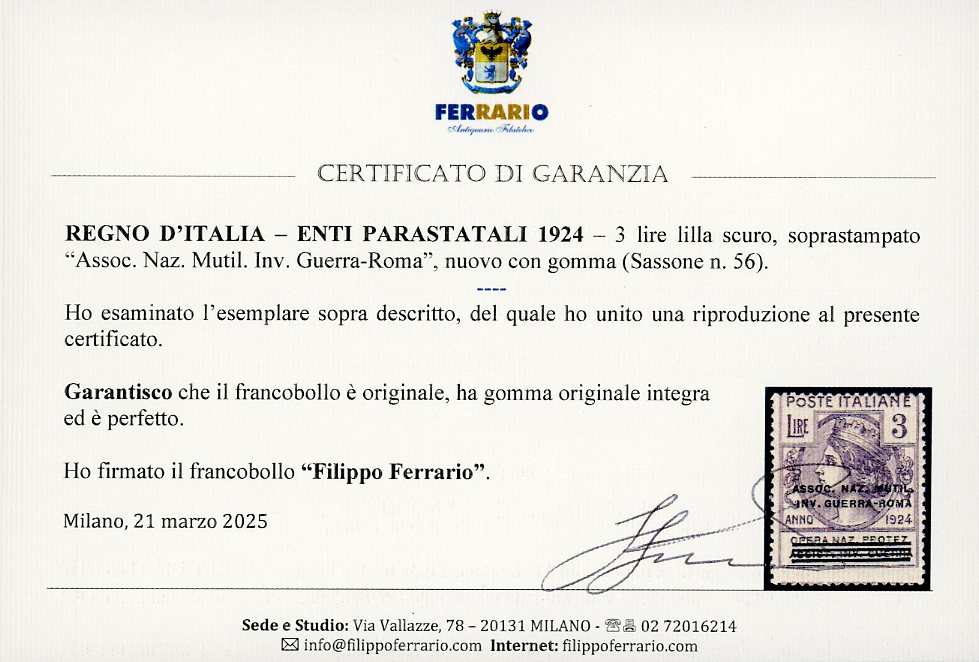 FERRARIO
Antiquario Filatelico
CERTIFICATO DI GARANZIA
REGNO D’ITALIA – ENTI PARASTATALI 1924 – 3 lire lilla scuro, soprastampato
“Assoc. Naz. Mutil. Inv. Guerra-Roma”, nuovo con gomma (Sassone n. 56).
----
Ho esaminato l’esemplare sopra descritto, del quale ho unito una riproduzione al presente
certificato.
Garantisco che il francobollo è originale, ha gomma originale integra
ed è perfetto.
Ho firmato il francobollo “Filippo Ferrario”.
Milano, 21 marzo 2025
POSTE ITALIANE
LIRE 3
ASSOC. NAZ. MUTIL.
INV. GUERRA-ROMA
ANNO 1924
OPERA NAZ. PROTEZ.
Sede e Studio: Via Vallazze, 78 – 20131 MILANO - 02 72016214
info@filippoferrario.com Internet: filippoferrario.com